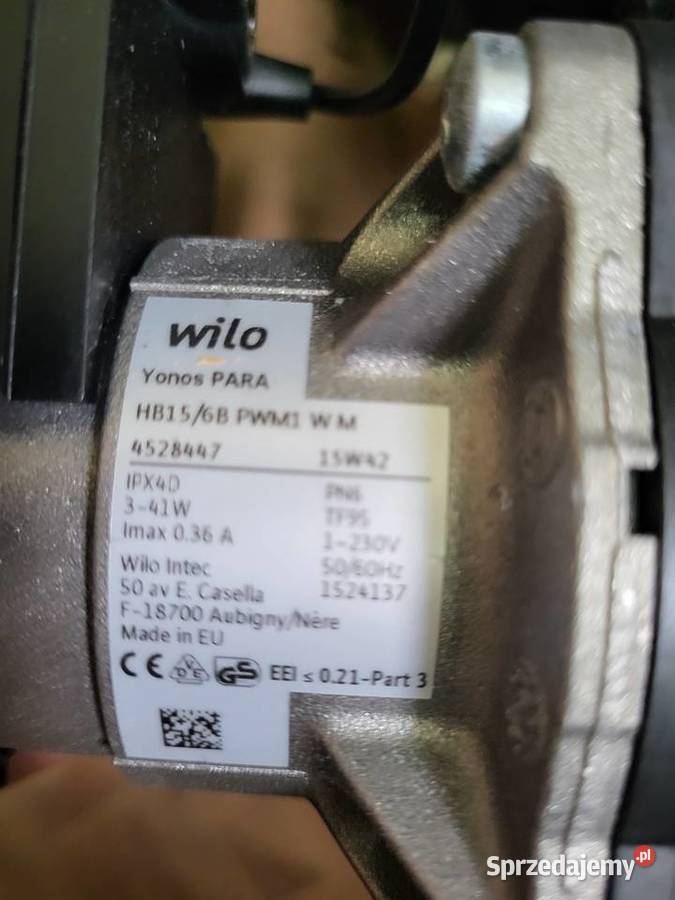 wilo
Yonos PARA
HB15/6B PWM1 W M
4528447 15W42
IPX4D PN6
3-41W TF95
Imax 0.36 A 1~230V
Wilo Intec 50/60Hz
50 av E. Casella 1524137
F-18700 Aubigny/Nère
Made in EU
CE VDE GS EEI ≤ 0.21-Part 3
Sprzedajemy.pl